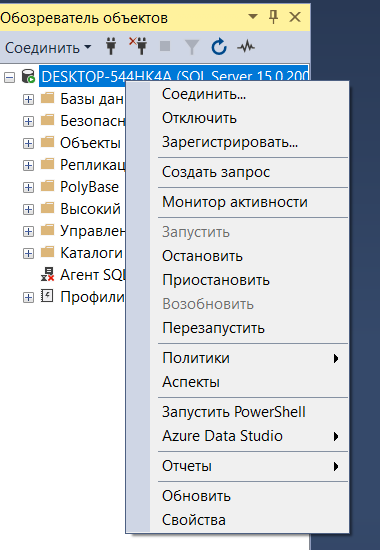 Обозреватель объектов
Соединить
DESKTOP-544HK4A (SQL Server 15.0.200
Базы дан
Безопасн
Объекты
Репликац
PolyBase
Высокий
Управлен
Каталоги
Агент SQL
Профили
Соединить...
Отключить
Зарегистрировать...
Создать запрос
Монитор активности
Запустить
Остановить
Приостановить
Возобновить
Перезапустить
Политики
Аспекты
Запустить PowerShell
Azure Data Studio
Отчеты
Обновить
Свойства